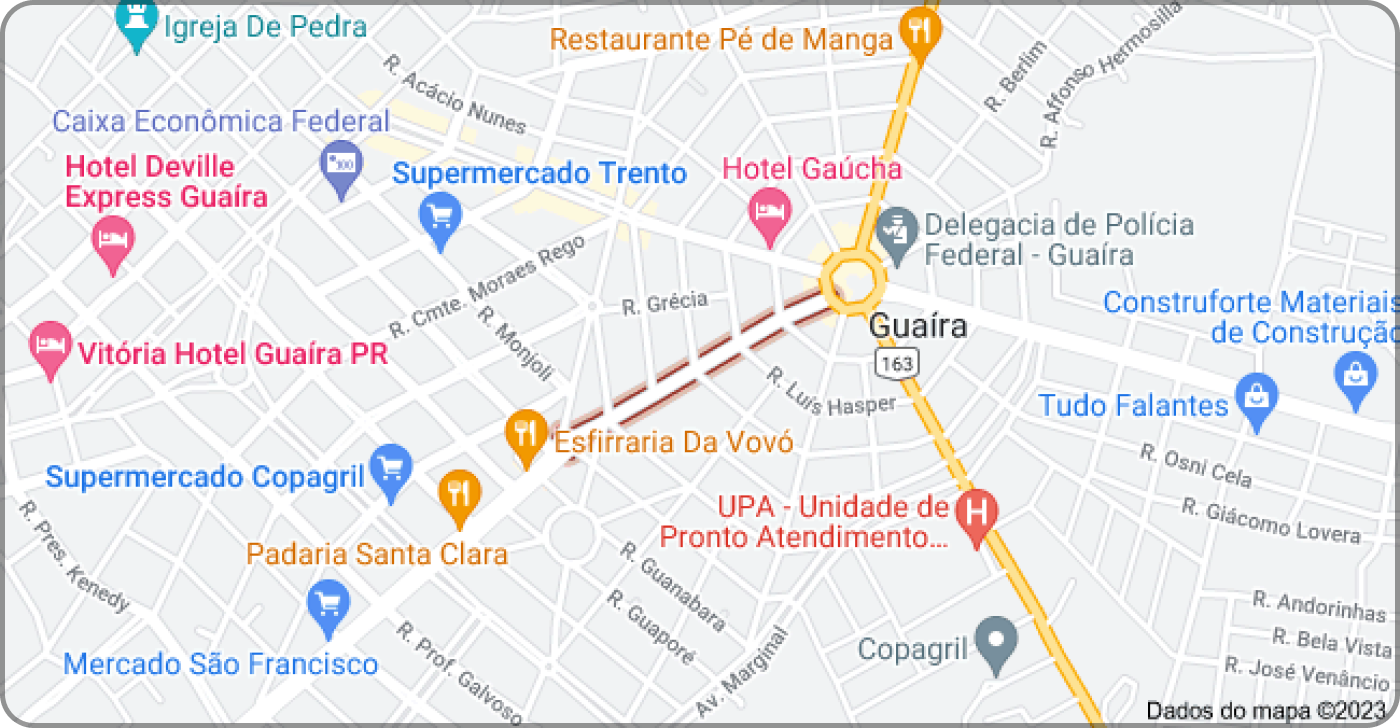 Igreja De Pedra
Restaurante Pé de Manga
R. Acácio Nunes
R. Berlim
R. Affonso Hermosilla
Caixa Econômica Federal
Hotel Deville
Express Guaíra
100
Supermercado Trento
Hotel Gaúcha
Delegacia de Polícia
Federal - Guaíra
R. Cmte. Moraes Rego
R. Grécia
Construforte Materiais
de Construção
Guaíra
R. Monjoli
Vitória Hotel Guaíra PR
163
R. Luís Hasper
Tudo Falantes
Esfirraria Da Vovó
R. Osni Cela
Supermercado Copagril
UPA - Unidade de
Pronto Atendimento...
H
R. Giácomo Lovera
R. Pres. Kenedy
Padaria Santa Clara
R. Guanabara
R. Guaporé
R. Andorinhas
R. Bela Vista
R. José Venâncio
Mercado São Francisco
R. Prof. Galvoso
Av. Marginal
Copagril
Dados do mapa ©2023